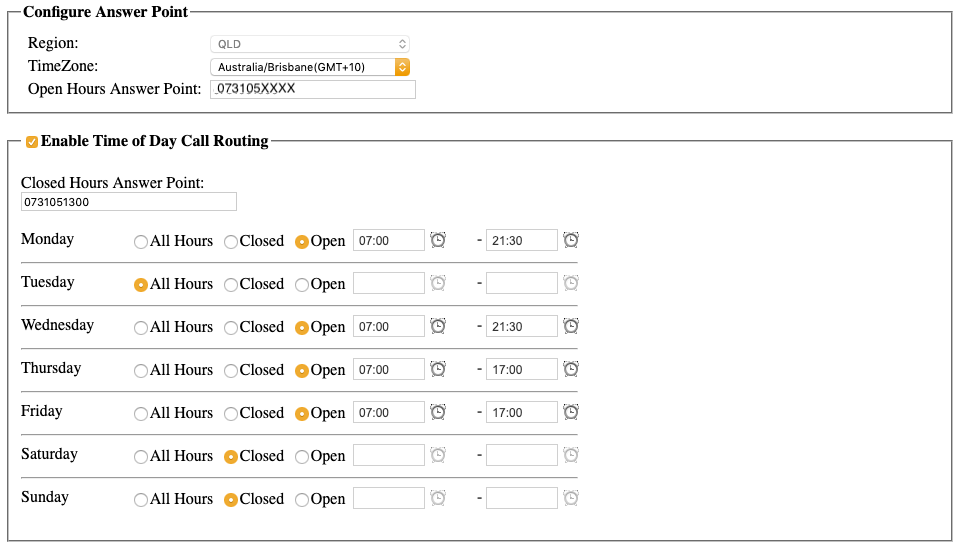 Configure Answer Point
Region: QLD
TimeZone: Australia/Brisbane(GMT+10)
Open Hours Answer Point: 073105XXXX
Enable Time of Day Call Routing
Closed Hours Answer Point:
0731051300
Monday All Hours Closed Open 07:00 - 21:30
Tuesday All Hours Closed Open -
Wednesday All Hours Closed Open 07:00 - 21:30
Thursday All Hours Closed Open 07:00 - 17:00
Friday All Hours Closed Open 07:00 - 17:00
Saturday All Hours Closed Open -
Sunday All Hours Closed Open -